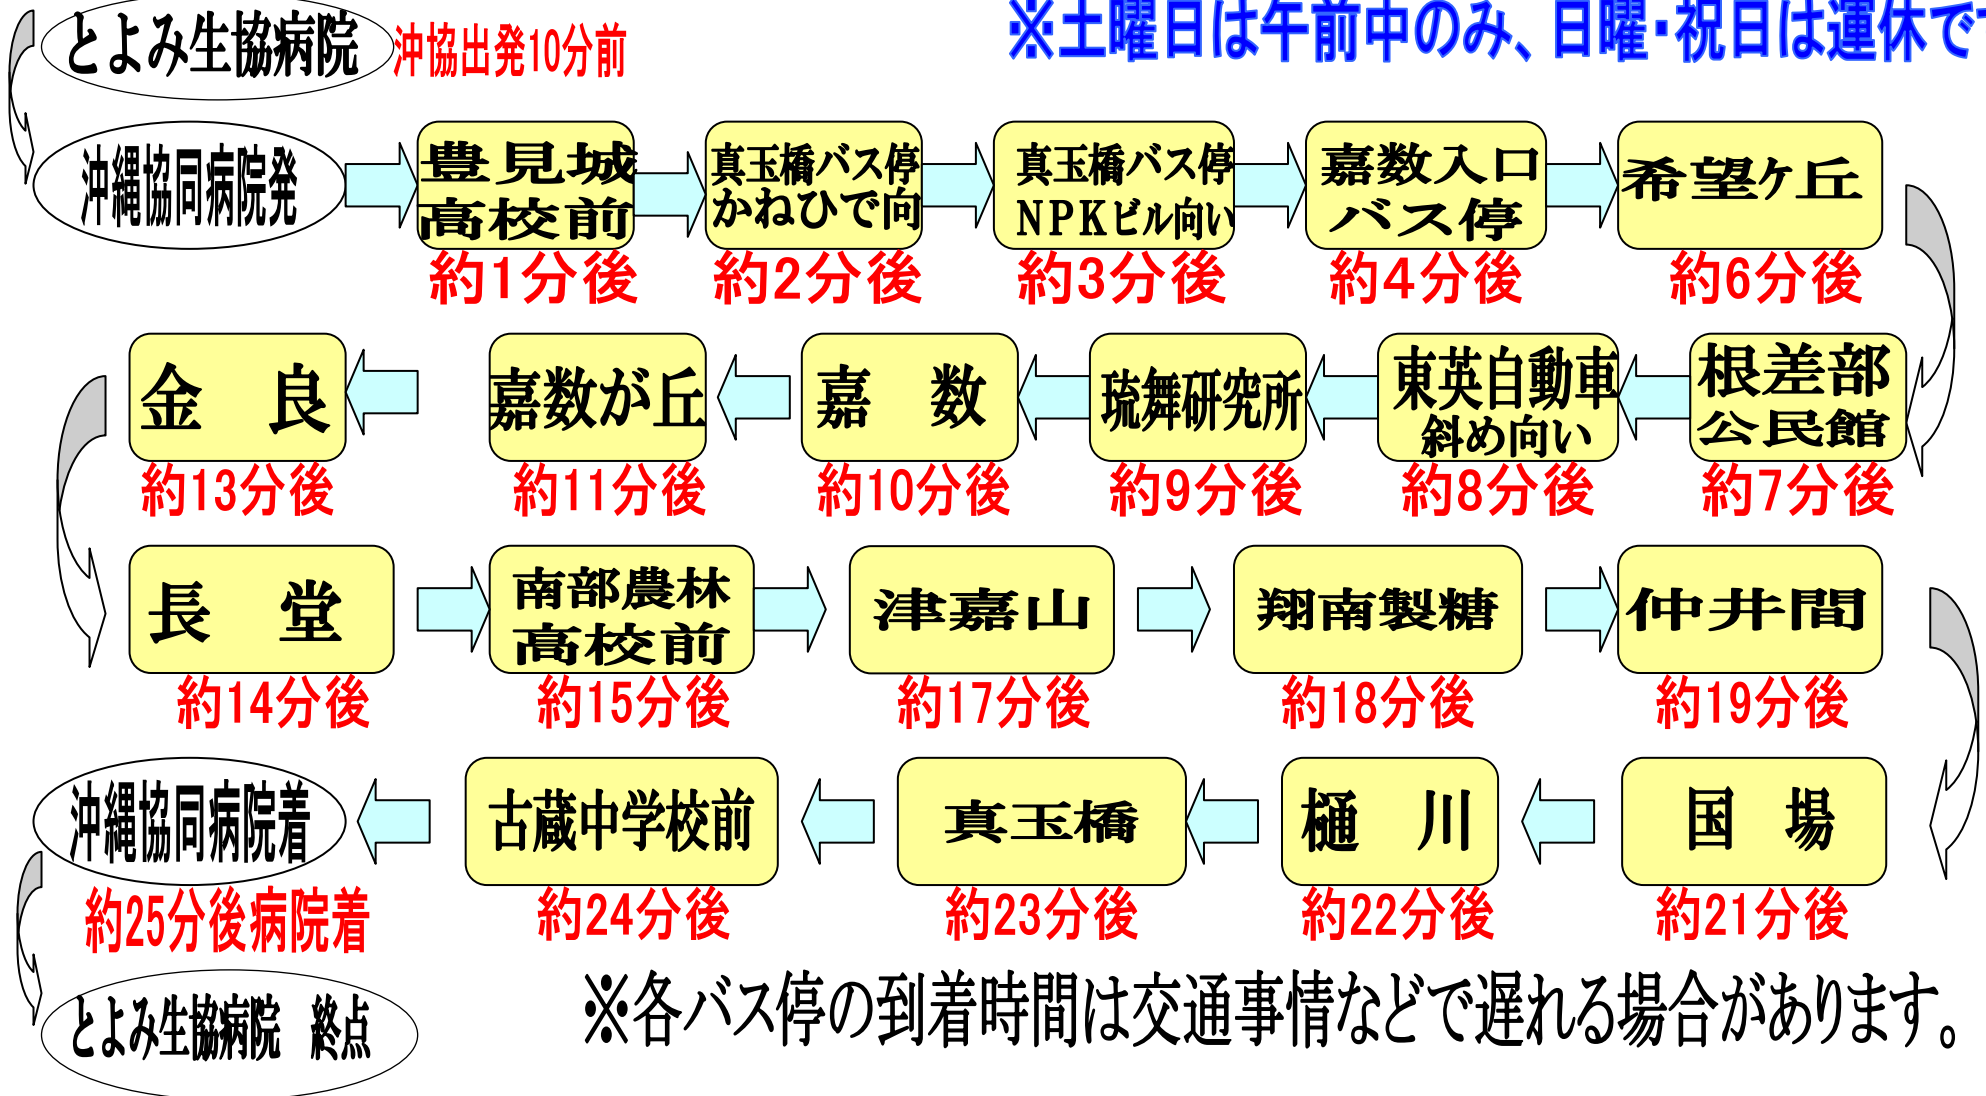 とよみ生協病院
沖協出発10分前
※土曜日は午前中のみ、日曜・祝日は運休で
沖縄協同病院発
豊見城
高校前
約1分後
真玉橋バス停
かねひで向
約2分後
真玉橋バス停
NPKビル向い
約3分後
嘉数入口
バス停
約4分後
希望ヶ丘
約6分後
根差部
公民館
約7分後
東英自動車
斜め向い
約8分後
琉舞研究所
約9分後
嘉 数
約10分後
嘉数が丘
約11分後
金 良
約13分後
長 堂
約14分後
南部農林
高校前
約15分後
津嘉山
約17分後
翔南製糖
約18分後
仲井間
約19分後
国 場
約21分後
樋 川
約22分後
真玉橋
約23分後
古蔵中学校前
約24分後
沖縄協同病院着
約25分後病院着
とよみ生協病院 終点
※各バス停の到着時間は交通事情などで遅れる場合があります。